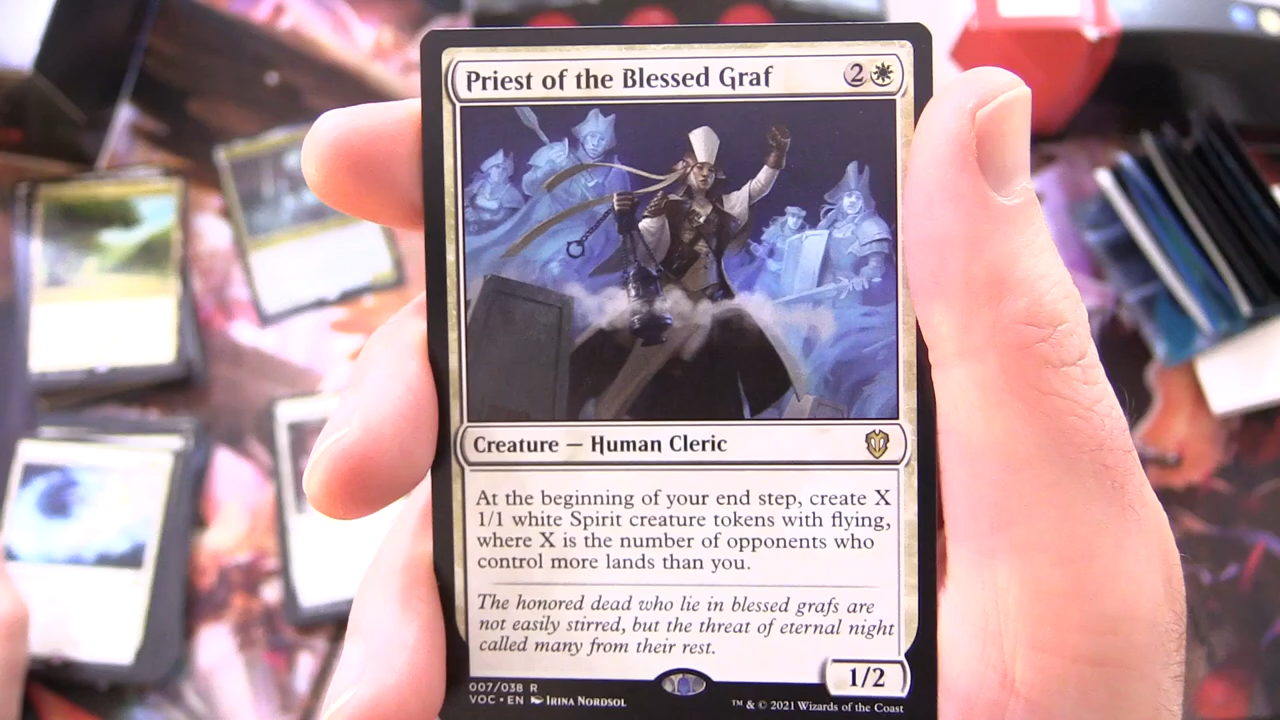 Priest of the Blessed Graf 2
Creature — Human Cleric
At the beginning of your end step, create X
1/1 white Spirit creature tokens with flying,
where X is the number of opponents who
control more lands than you.
The honored dead who lie in blessed grafs are
not easily stirred, but the threat of eternal night
called many from their rest.
1/2
007/038 R
VOC • EN Irina Nordsol
™ & © 2021 Wizards of the Coast